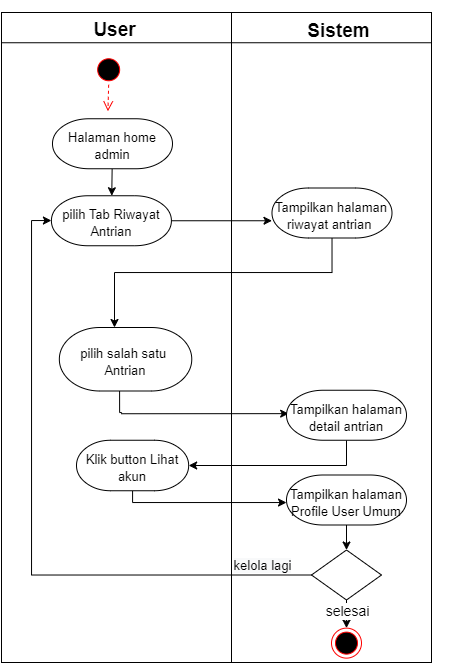 User
Sistem
Halaman home
admin
pilih Tab Riwayat
Antrian
Tampilkan halaman
riwayat antrian
pilih salah satu
Antrian
Tampilkan halaman
detail antrian
Klik button Lihat
akun
Tampilkan halaman
Profile User Umum
kelola lagi
selesai